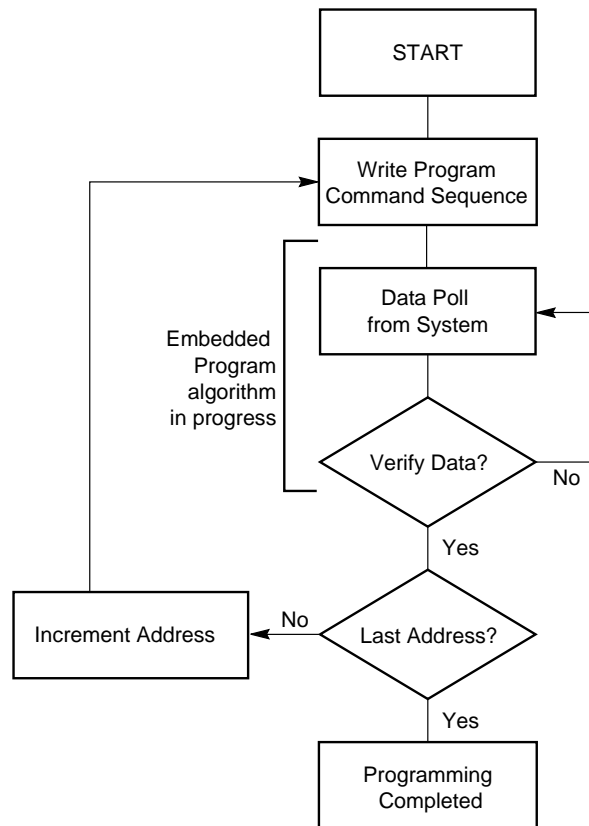 START
Write Program
Command Sequence
Data Poll
from System
Embedded
Program
algorithm
in progress
Verify Data?
No
Yes
Last Address?
No
Increment Address
Yes
Programming
Completed